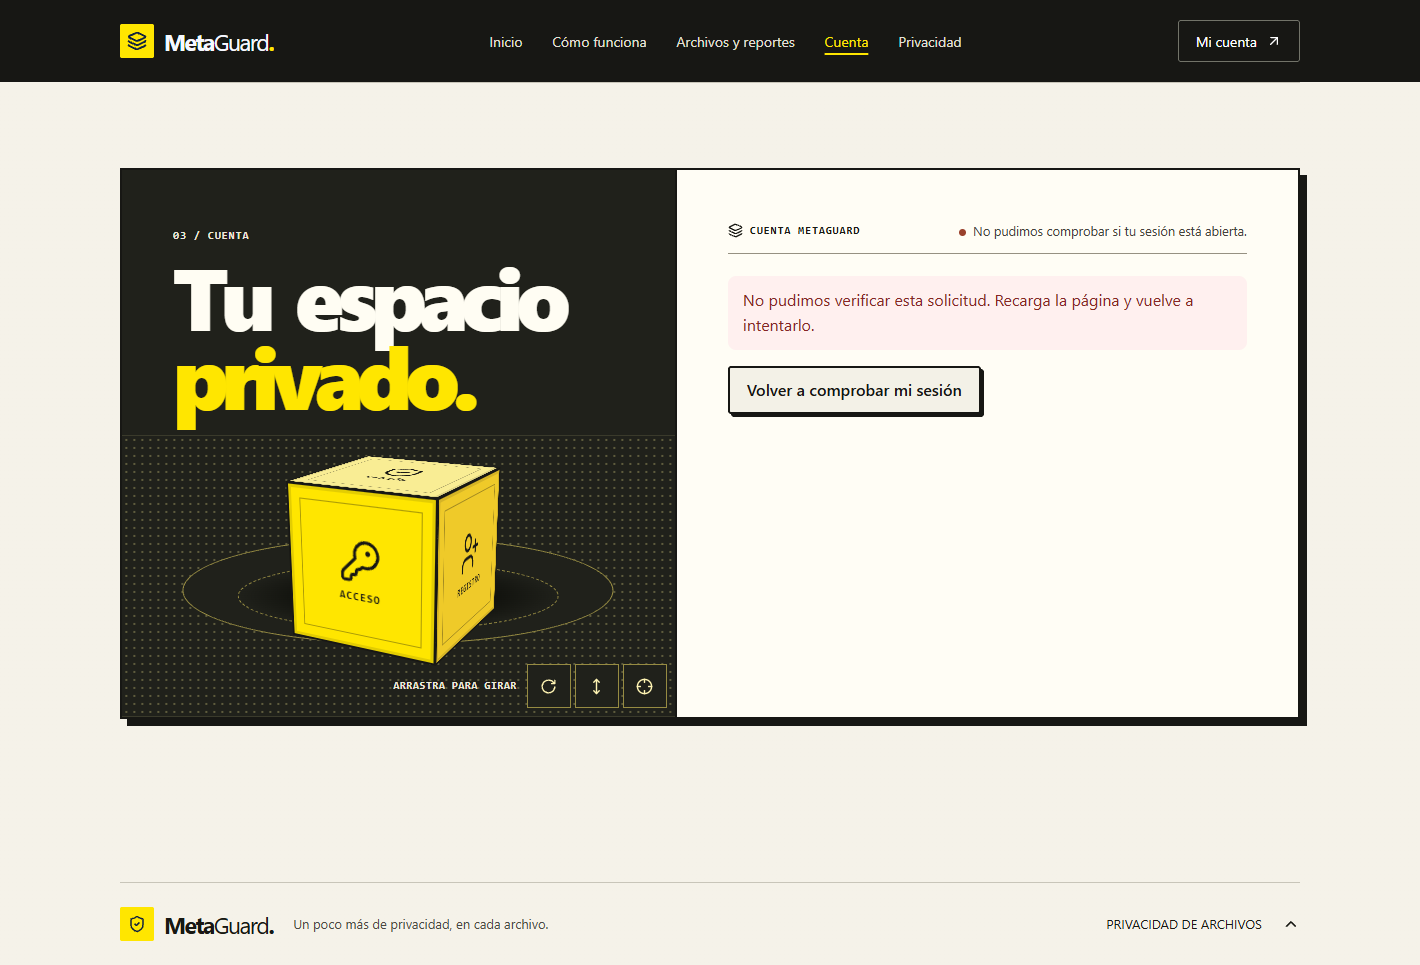 MetaGuard.
Inicio
Cómo funciona
Archivos y reportes
Cuenta
Privacidad
Mi cuenta
03 / CUENTA
Tu espacio
privado.
ACCESO
REGISTRO
ARRASTRA PARA GIRAR
CUENTA METAGUARD
No pudimos comprobar si tu sesión está abierta.
No pudimos verificar esta solicitud. Recarga la página y vuelve a
intentarlo.
Volver a comprobar mi sesión
MetaGuard.
Un poco más de privacidad, en cada archivo.
PRIVACIDAD DE ARCHIVOS